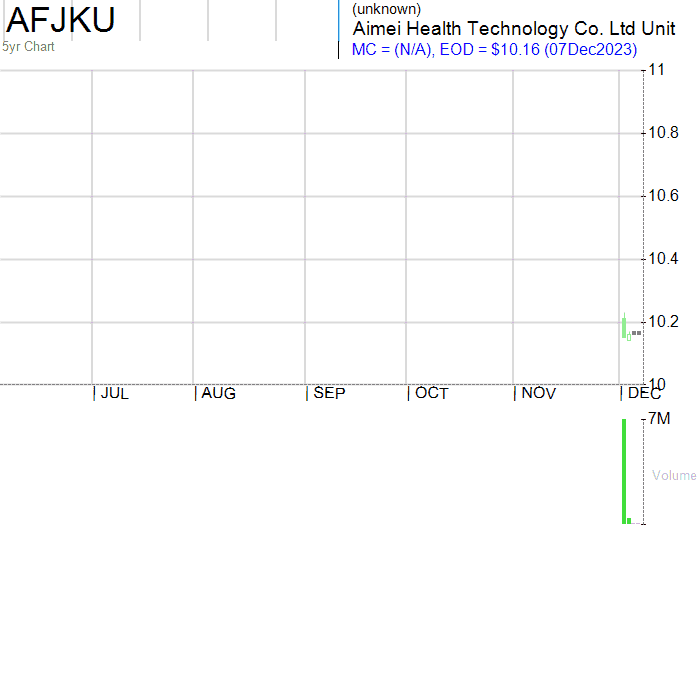 AFJKU
5yr Chart
(unknown)
Aimei Health Technology Co. Ltd Unit
MC = (N/A), EOD = $10.16 (07Dec2023)
11
10.8
10.6
10.4
10.2
10
JUL AUG SEP OCT NOV DEC
7M
Volume